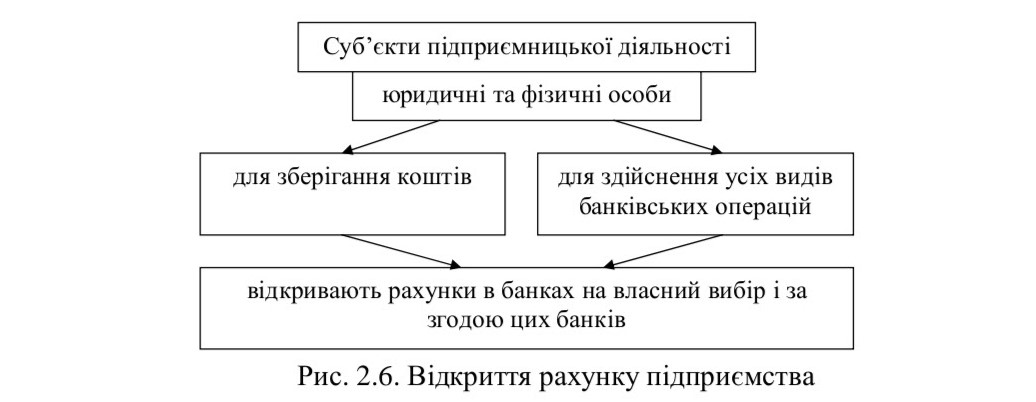 Суб’єкти підприємницької діяльності
юридичні та фізичні особи
для зберігання коштів
для здійснення усіх видів
банківських операцій
відкривають рахунки в банках на власний вибір і за
згодою цих банків
Рис. 2.6. Відкриття рахунку підприємства